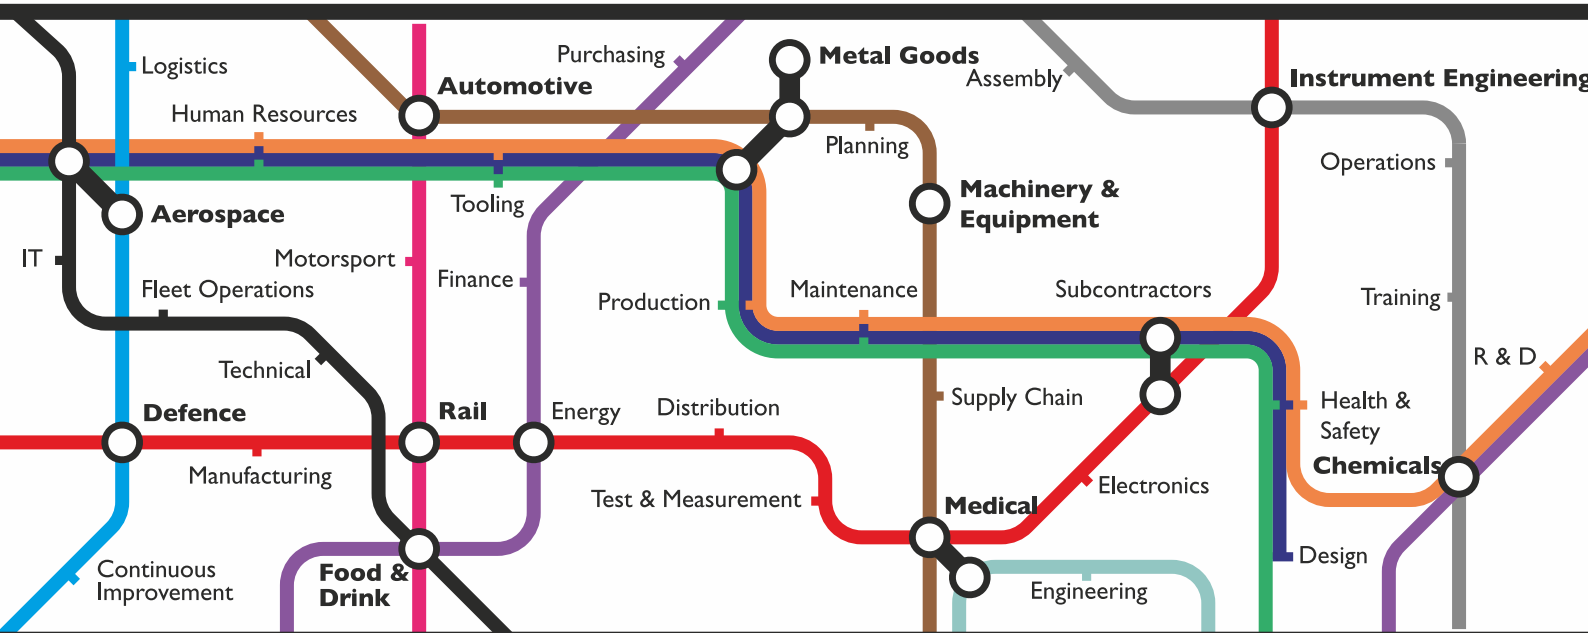 Purchasing
Metal Goods
Logistics
Assembly
Instrument Engineering
Automotive
Human Resources
Planning
Operations
Tooling
Machinery &
Equipment
Aerospace
IT
Motorsport
Finance
Fleet Operations
Production
Maintenance
Subcontractors
Training
Technical
R & D
Defence
Rail
Energy
Distribution
Supply Chain
Health &
Safety
Manufacturing
Chemicals
Test & Measurement
Electronics
Medical
Design
Continuous
Improvement
Food &
Drink
Engineering